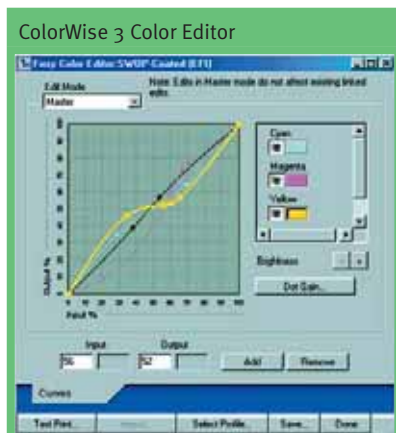 ColorWise 3 Color Editor
Fiery Color Editor: SWOP-Coated (EFI)
Edit Mode
Master
Note: Edits in Master mode do not affect existing linked edits.
Cyan
Magenta
Yellow
Output %
Input %
Brightness
Dot Gain...
Input
Output
56
52
Add
Remove
Curves
Test Print...
Select Profile...
Save...
Done